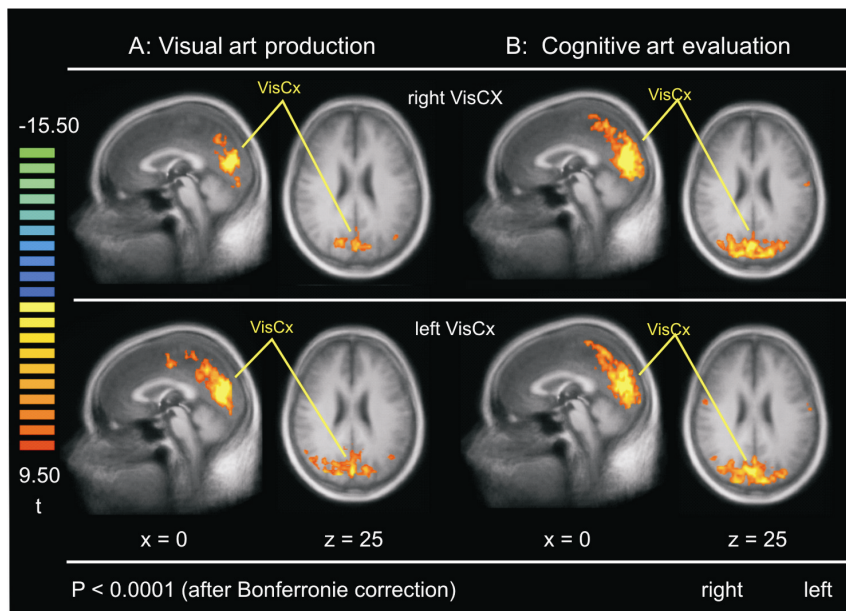 A: Visual art production
B: Cognitive art evaluation
VisCx
right VisCX
VisCx
-15.50
VisCx
left VisCx
VisCx
9.50
t
x = 0
z = 25
x = 0
z = 25
P < 0.0001 (after Bonferronie correction)
right
left